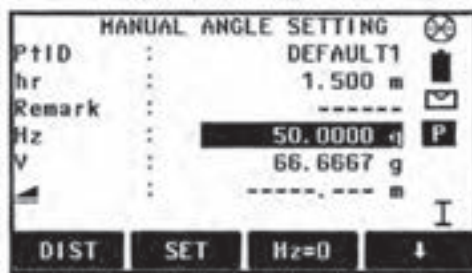 MANUAL ANGLE SETTING
PtID : DEFAULT1
hr : 1.500 m
Remark : ------
Hz : 50.0000 g
V : 66.6667 g
: -----.--- m
P
I
DIST SET Hz=0 ↓